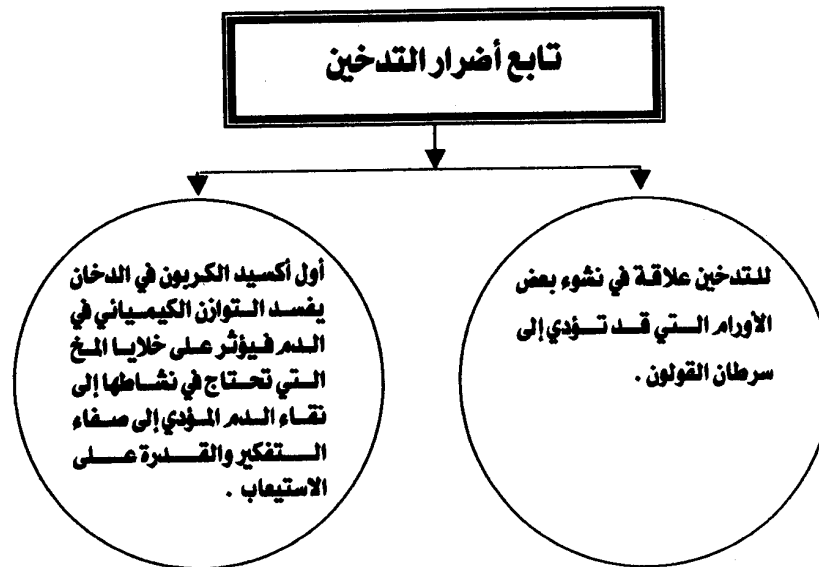 تابع أضرار التدخين
للتدخين علاقة في نشوء بعض
الأورام التي قد تؤدي إلى
سرطان القولون .
أول أكسيد الكربون في الدخان
يفسد التوازن الكيميائي في
الدم فيؤثر على خلايا المخ
التي تحتاج في نشاطها إلى
نقاء الدم المؤدي إلى صفاء
التفكير والقدرة على
الاستيعاب .